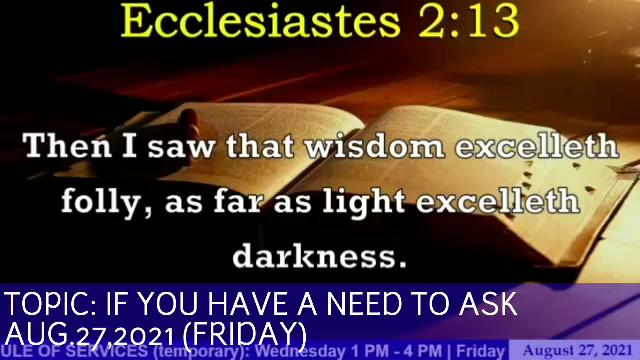 Ecclesiastes 2:13
Then I saw that wisdom excelleth
folly, as far as light excelleth
darkness.
TOPIC: IF YOU HAVE A NEED TO ASK
AUG.27,2021 (FRIDAY)
ULE OF SERVICES (temporary): Wednesday 1 PM - 4 PM | Friday
August 27, 2021